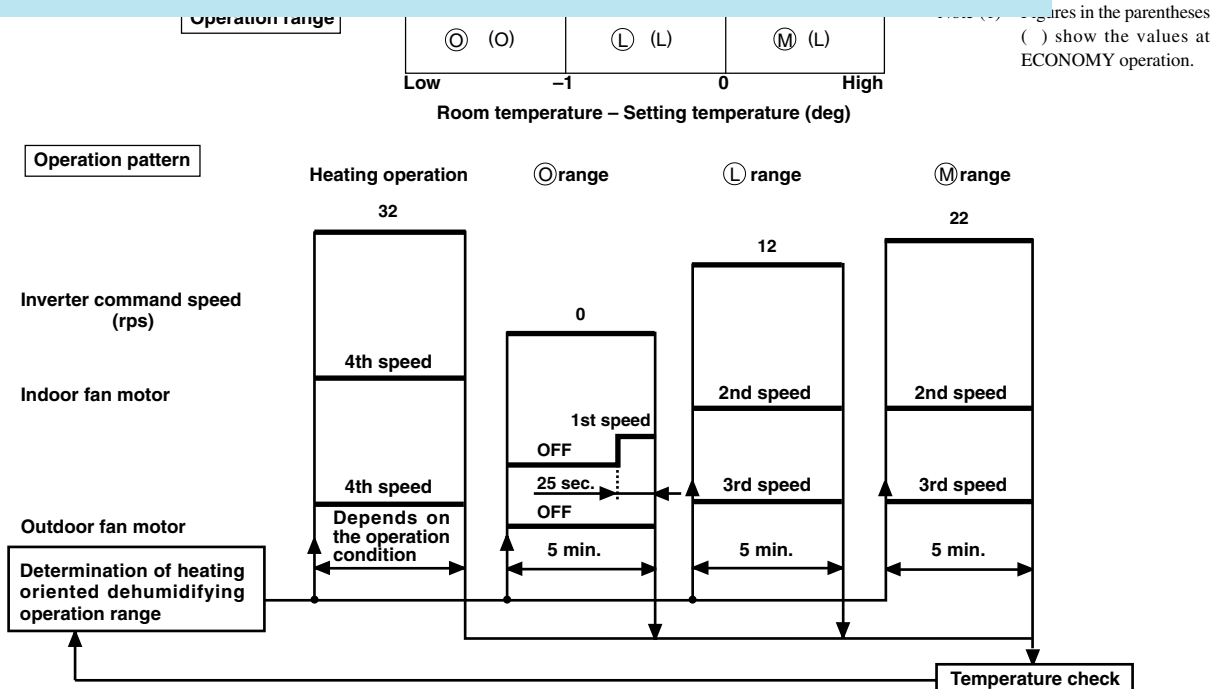 Operation range
Ⓞ (O) Ⓛ (L) Ⓜ (L)
Low –1 0 High
Room temperature – Setting temperature (deg)
Figures in the parentheses
( ) show the values at
ECONOMY operation.
Operation pattern
Heating operation Ⓞrange Ⓛ range Ⓜrange
32
22
12
Inverter command speed
(rps)
0
4th speed
Indoor fan motor
2nd speed
2nd speed
1st speed
OFF
25 sec.
4th speed
3rd speed
3rd speed
OFF
Outdoor fan motor
Depends on
the operation
condition
5 min.
5 min.
5 min.
Determination of heating
oriented dehumidifying
operation range
Temperature check